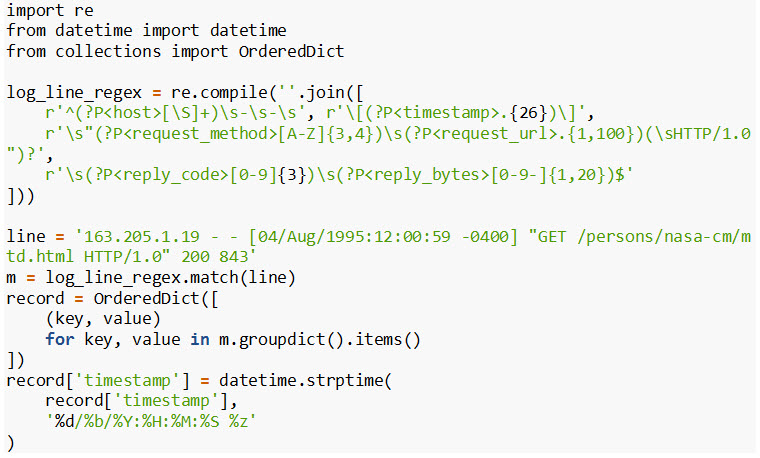 import re
from datetime import datetime
from collections import OrderedDict

log_line_regex = re.compile(''.join([
    r'^(?P<host>[\S]+)\s-\s-\s', r'\[(?P<timestamp>.{26})\]',
    r'\s"(?P<request_method>[A-Z]{3,4})\s(?P<request_url>.{1,100})(\sHTTP/1.0
")?',
    r'\s(?P<reply_code>[0-9]{3})\s(?P<reply_bytes>[0-9-]{1,20})$'
]))

line = '163.205.1.19 - - [04/Aug/1995:12:00:59 -0400] "GET /persons/nasa-cm/m
td.html HTTP/1.0" 200 843'
m = log_line_regex.match(line)
record = OrderedDict([
    (key, value)
    for key, value in m.groupdict().items()
])
record['timestamp'] = datetime.strptime(
    record['timestamp'],
    '%d/%b/%Y:%H:%M:%S %z'
)